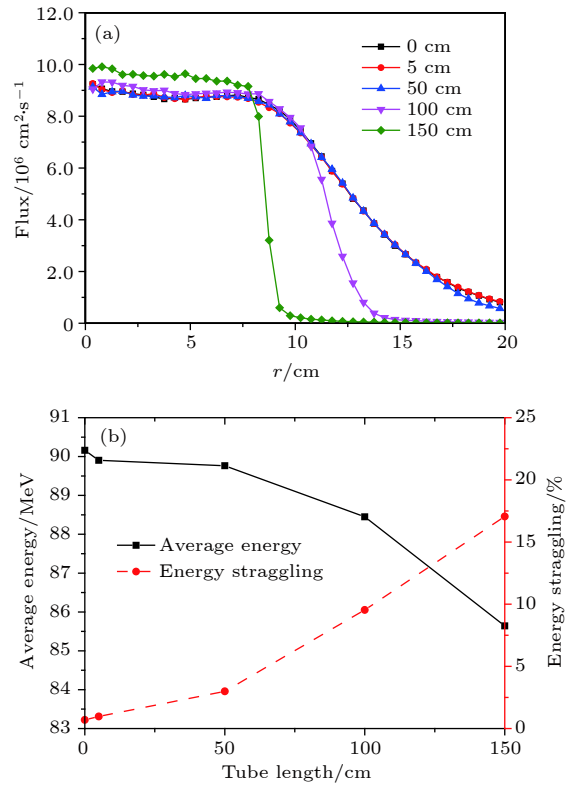 (a)
0 cm
5 cm
50 cm
100 cm
150 cm
10.0
8.0
6.0
4.0
2.0
0
Flux/10⁶ cm²·s⁻¹
0 5 10 15 20
r/cm
(b)
91
90
89
88
87
86
85
84
83
Average energy/MeV
Average energy
Energy straggling
25
20
15
10
5
0
Energy straggling/%
0 50 100 150
Tube length/cm